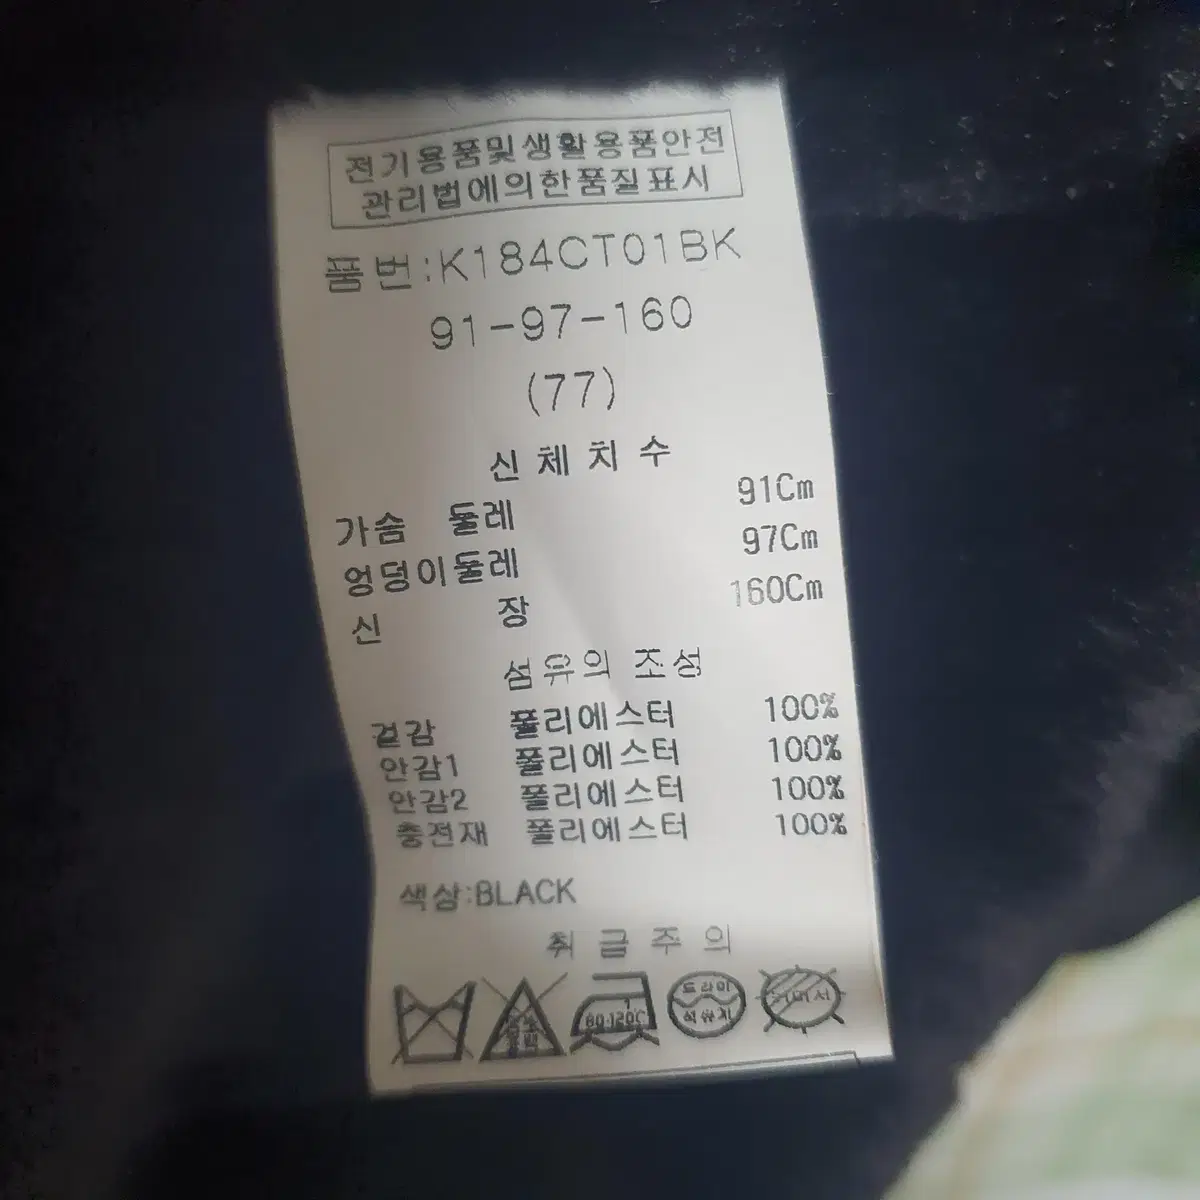 전기용품및생활용품안전
관리법에의한품질표시
품번:K184CT01BK
91-97-160
(77)
신체치수
가슴 둘레 91Cm
엉덩이둘레 97Cm
신 장 160Cm
섬유의 조성
겉감 폴리에스터 100%
안감1 폴리에스터 100%
안감2 폴리에스터 100%
충전재 폴리에스터 100%
색상:BLACK
취급주의
염소 표백 1 80-120C 드라이 석유계